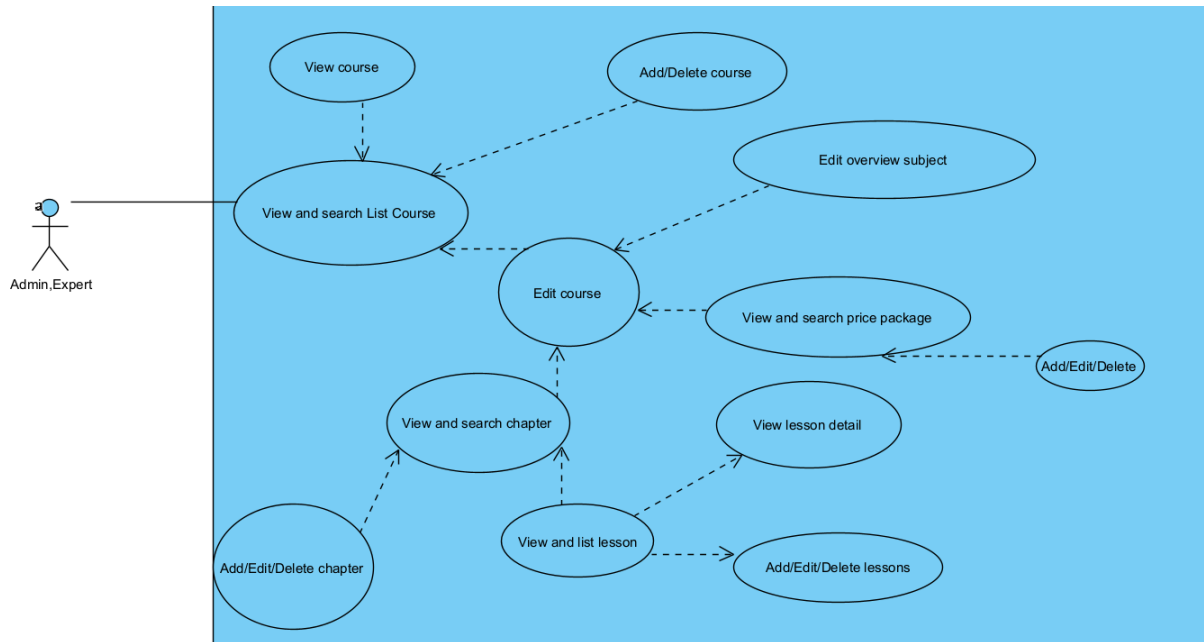 View course
Add/Delete course
Edit overview subject
a
View and search List Course
Admin,Expert
Edit course
View and search price package
Add/Edit/Delete
View and search chapter
View lesson detail
View and list lesson
Add/Edit/Delete chapter
Add/Edit/Delete lessons